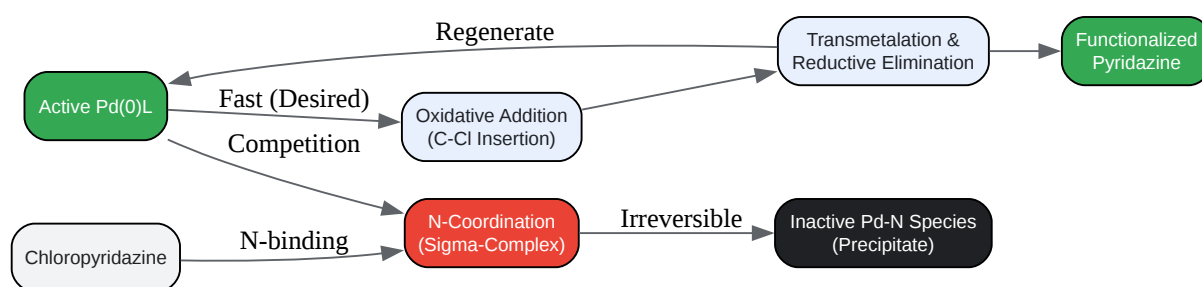 Regenerate
Transmetalation &
Reductive Elimination
Functionalized
Pyridazine
Active Pd(0)L
Fast (Desired)
Oxidative Addition
(C-Cl Insertion)
Competition
Chloropyridazine
N-binding
N-Coordination
(Sigma-Complex)
Irreversible
Inactive Pd-N Species
(Precipitate)